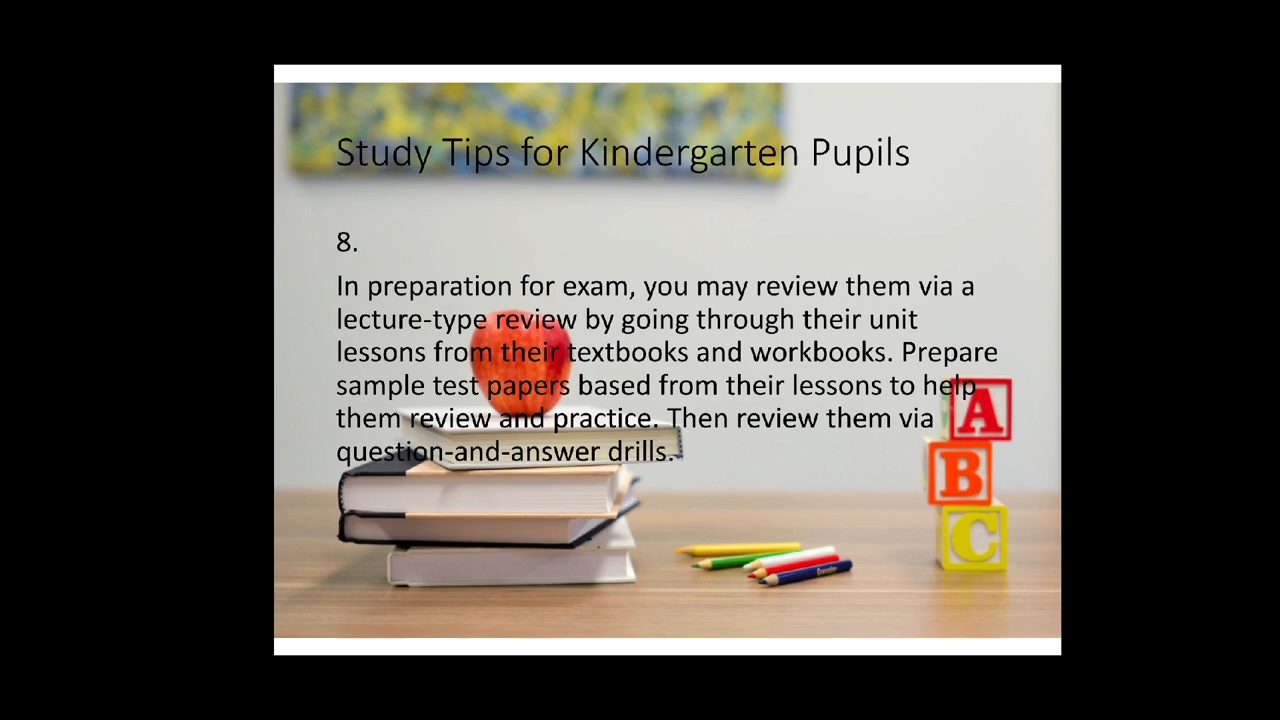 Study Tips for Kindergarten Pupils
8.
In preparation for exam, you may review them via a
lecture-type review by going through their unit
lessons from their textbooks and workbooks. Prepare
sample test papers based from their lessons to help
them review and practice. Then review them via
question-and-answer drills.
A
B
C